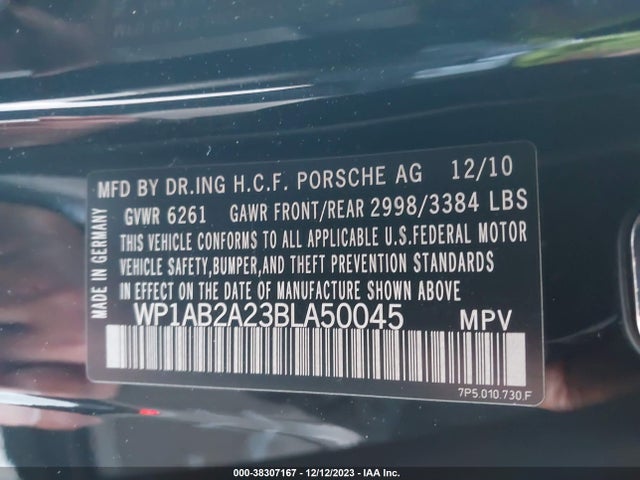 MFD BY DR.ING H.C.F. PORSCHE AG 12/10
GVWR 6261 GAWR FRONT/REAR 2998/3384 LBS
THIS VEHICLE CONFORMS TO ALL APPLICABLE U.S.FEDERAL MOTOR
VEHICLE SAFETY,BUMPER,AND THEFT PREVENTION STANDARDS
IN EFFECT ON THE DATE OF MANUFACTURE SHOWN ABOVE.
MADE IN GERMANY
WP1AB2A23BLA50045 MPV
7P5.010.730.F
000-38307167 - 12/12/2023 - IAA Inc.